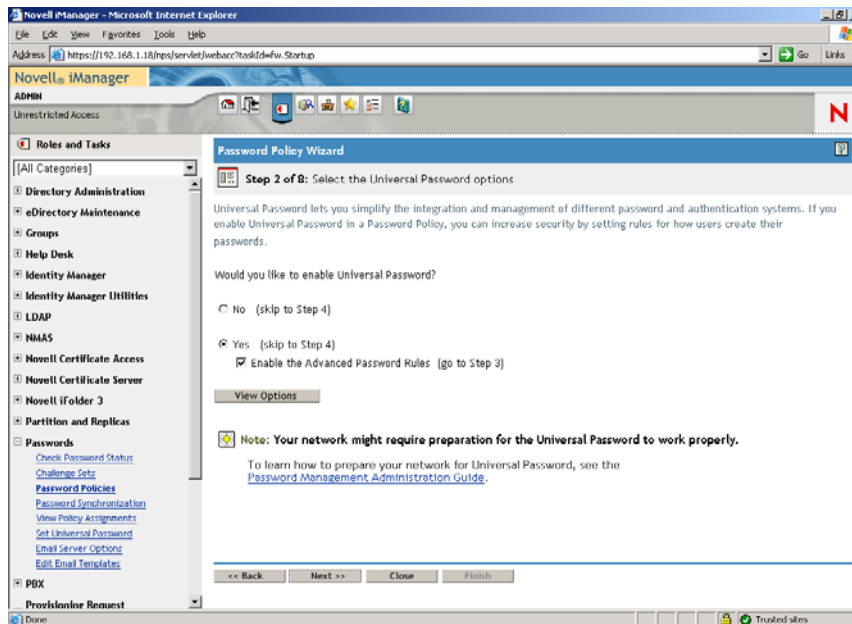 Novell iManager - Microsoft Internet Explorer
File Edit View Favorites Tools Help
Address https://192.168.1.18/nps/servlet/webacc?taskId=fw.Startup Go Links
Novell® iManager
ADMIN
Unrestricted Access
N
Roles and Tasks
[All Categories]
Directory Administration
eDirectory Maintenance
Groups
Help Desk
Identity Manager
Identity Manager Utilities
LDAP
NMAS
Novell Certificate Access
Novell Certificate Server
Novell iFolder 3
Partition and Replicas
Passwords
Check Password Status
Challenge Sets
Password Policies
Password Synchronization
View Policy Assignments
Set Universal Password
Email Server Options
Edit Email Templates
PBX
Provisioning Request
Password Policy Wizard ?
Step 2 of 8: Select the Universal Password options
Universal Password lets you simplify the integration and management of different password and authentication systems. If you
enable Universal Password in a Password Policy, you can increase security by setting rules for how users create their
passwords.
Would you like to enable Universal Password?
No (skip to Step 4)
Yes (skip to Step 4)
Enable the Advanced Password Rules (go to Step 3)
View Options
Note: Your network might require preparation for the Universal Password to work properly.
To learn how to prepare your network for Universal Password, see the
Password Management Administration Guide.
<< Back Next >> Close Finish
Done Trusted sites